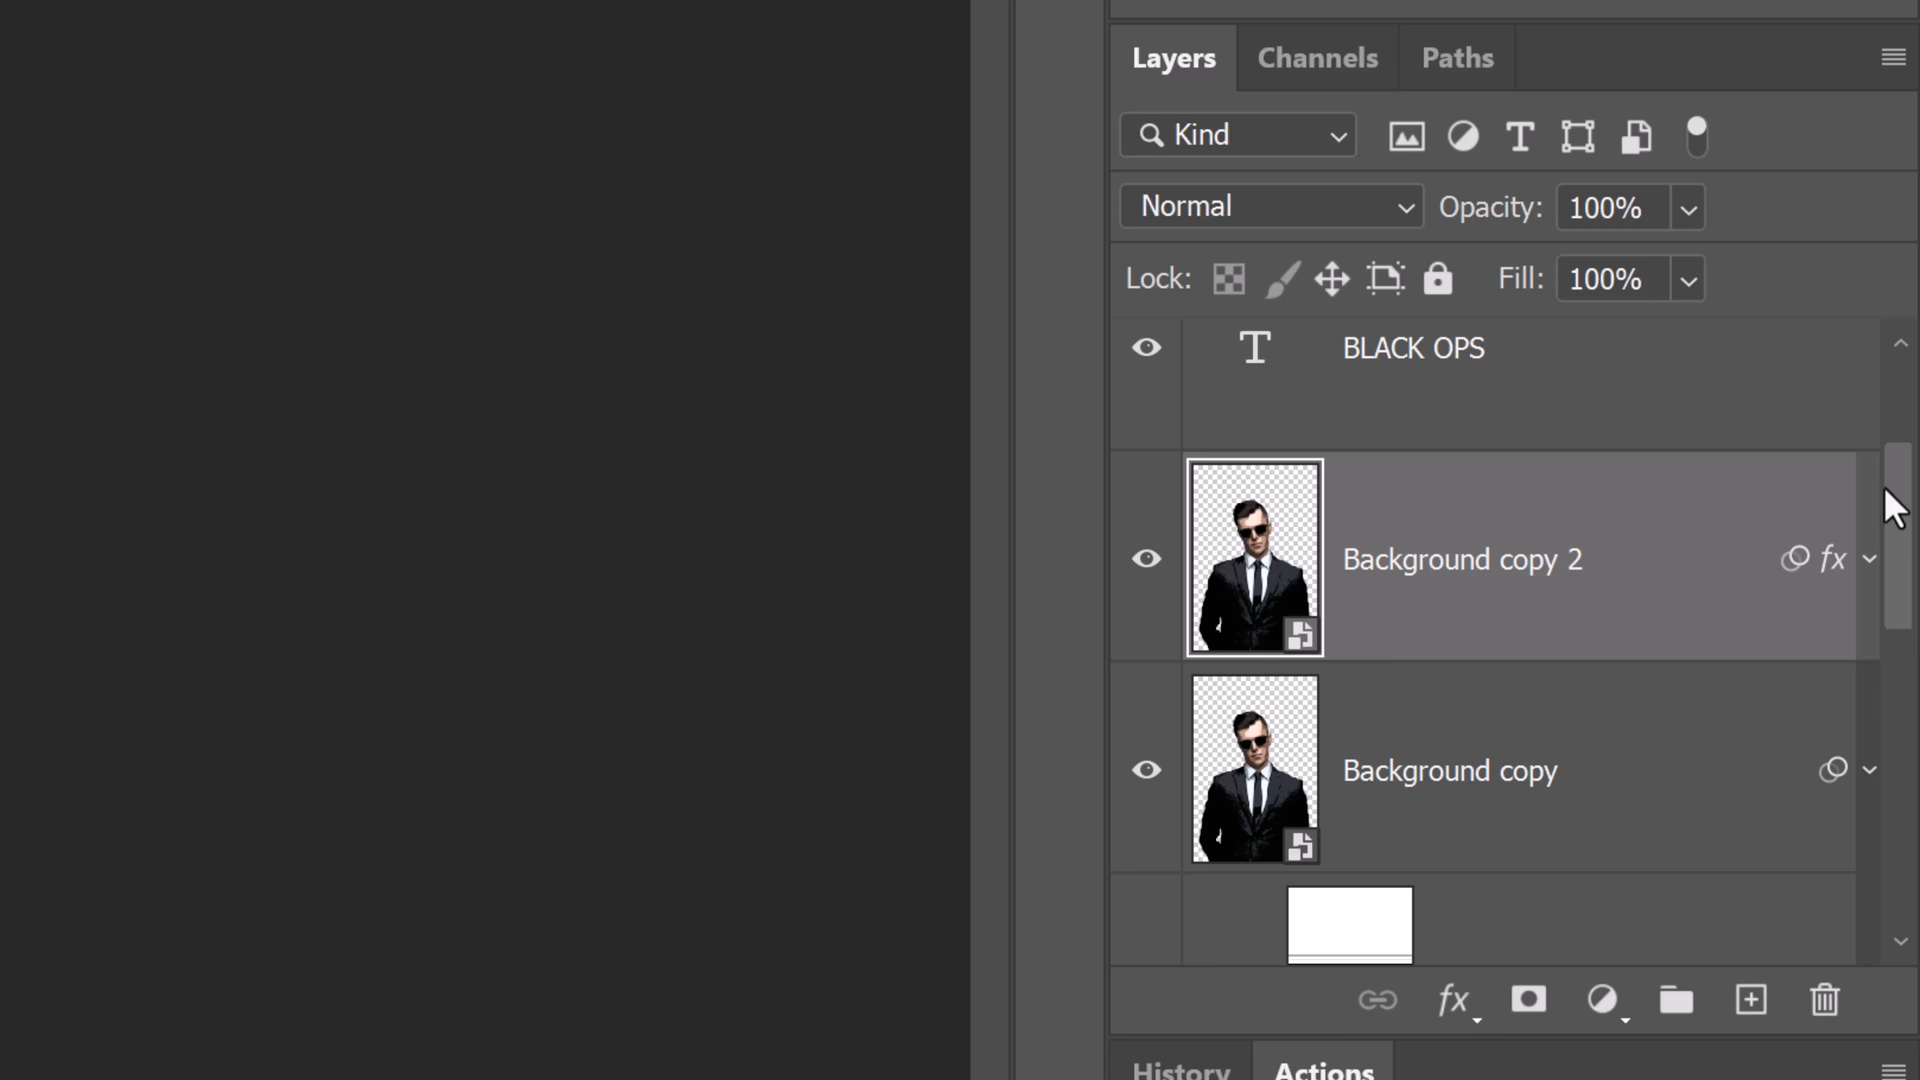 Layers Channels Paths
Kind
Normal Opacity: 100%
Lock: Fill: 100%
T BLACK OPS
Background copy 2 fx
Background copy
fx
History Actions